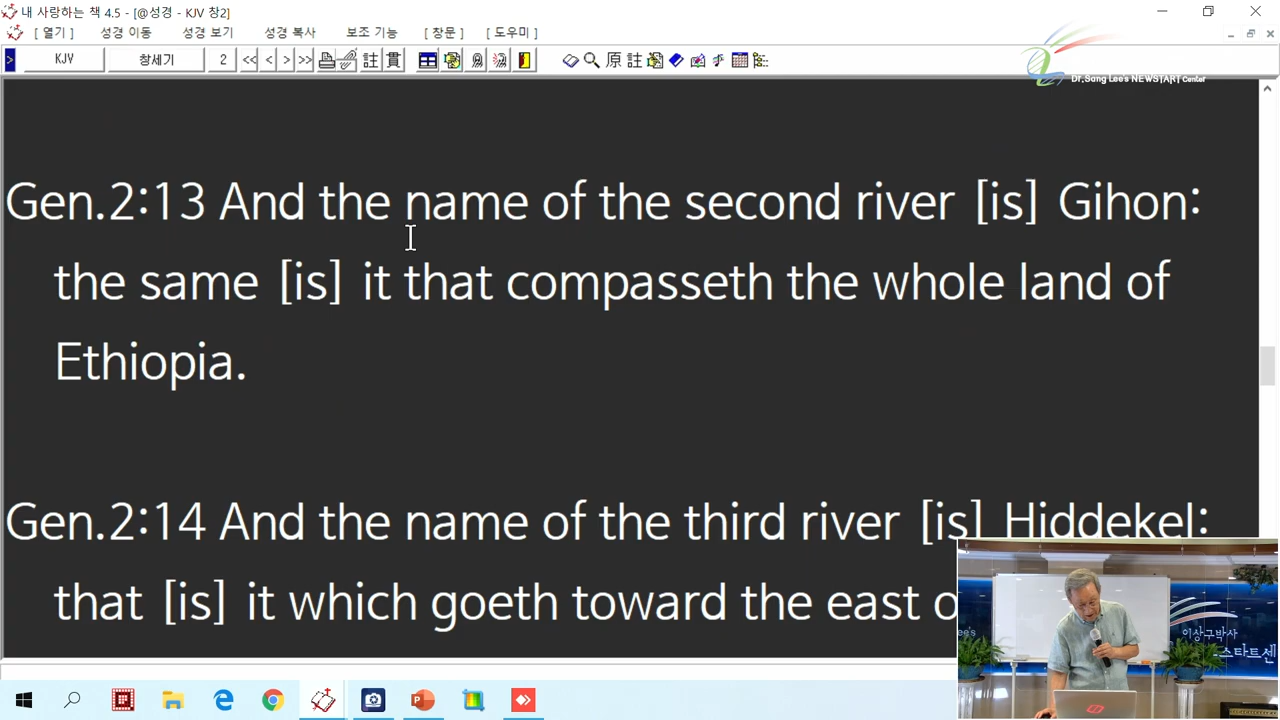 내 사랑하는 책 4.5 - [@성경 - KJV 창2]
[ 열기 ] 성경 이동 성경 보기 성경 복사 보조 기능 [ 창문 ] [ 도우미 ]
KJV 창세기 2 << < > >> 註 貫 原 註
Dr.Sang Lee's NEWSTART Center
Gen.2:13 And the name of the second river [is] Gihon:
the same [is] it that compasseth the whole land of
Ethiopia.
Gen.2:14 And the name of the third river [is] Hiddekel:
that [is] it which goeth toward the east o
이상구박사
스타트센